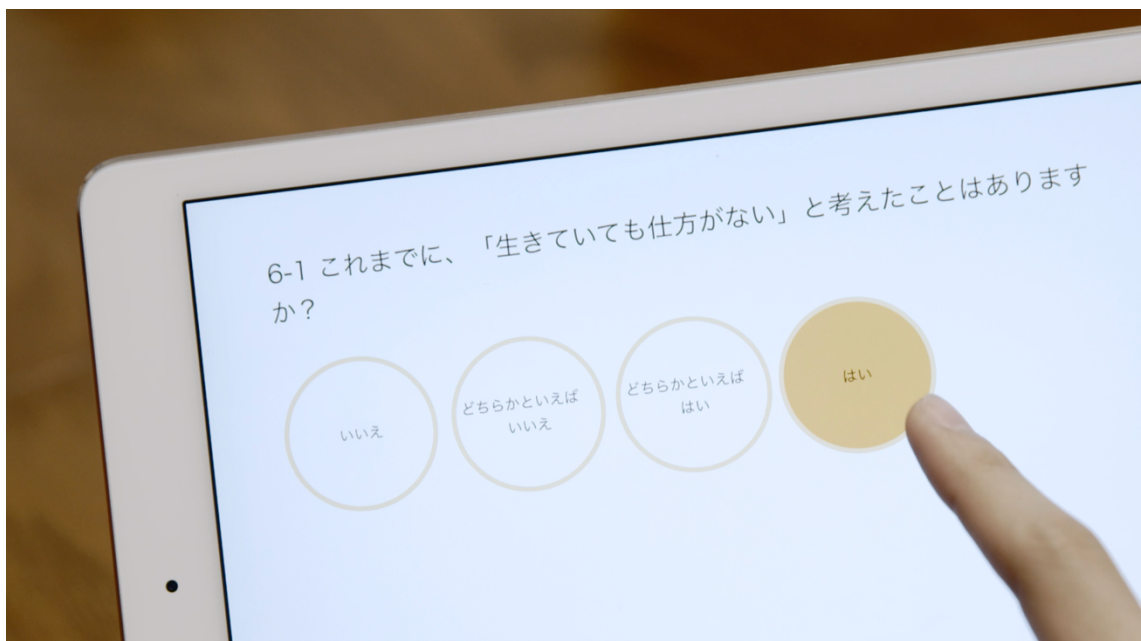 6-1 これまでに、「生きていても仕方がない」と考えたことはあります
か？
いいえ
どちらかといえば
いいえ
どちらかといえば
はい
はい